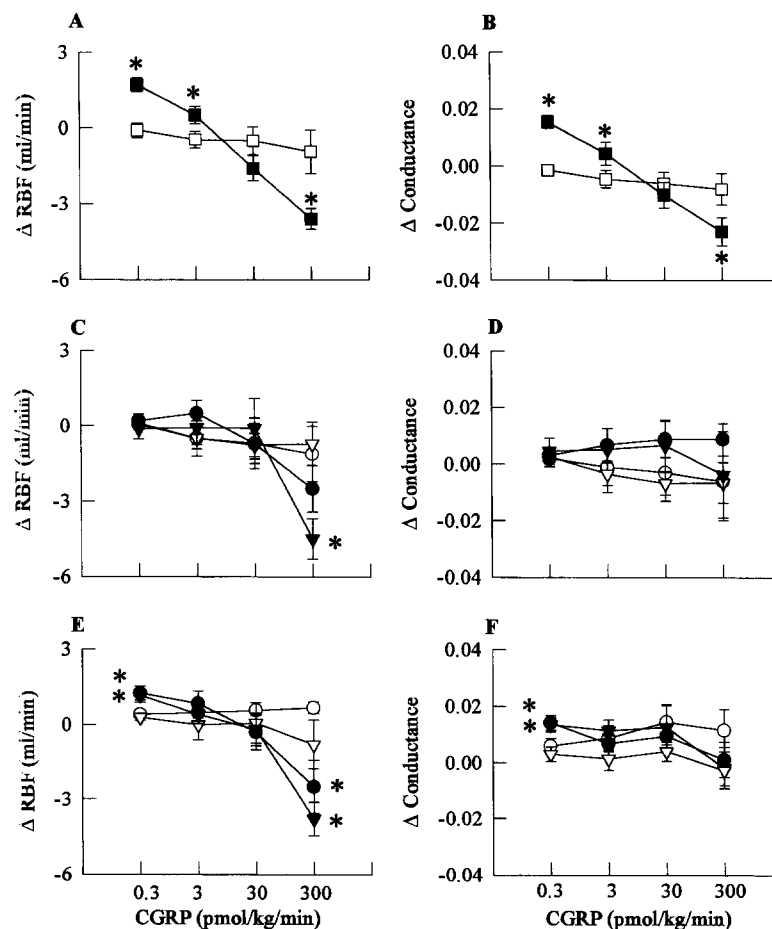 A
B
3
0
-3
-6
Δ RBF (ml/min)
* * *
0.04
0.02
0.00
-0.02
-0.04
Δ Conductance
* * *
C
D
3
0
-3
-6
Δ RBF (ml/min)
*
0.04
0.02
0.00
-0.02
-0.04
Δ Conductance
E
F
3
0
-3
-6
Δ RBF (ml/min)
* * * *
0.3 3 30 300
CGRP (pmol/kg/min)
0.04
0.02
0.00
-0.02
-0.04
Δ Conductance
* *
0.3 3 30 300
CGRP (pmol/kg/min)